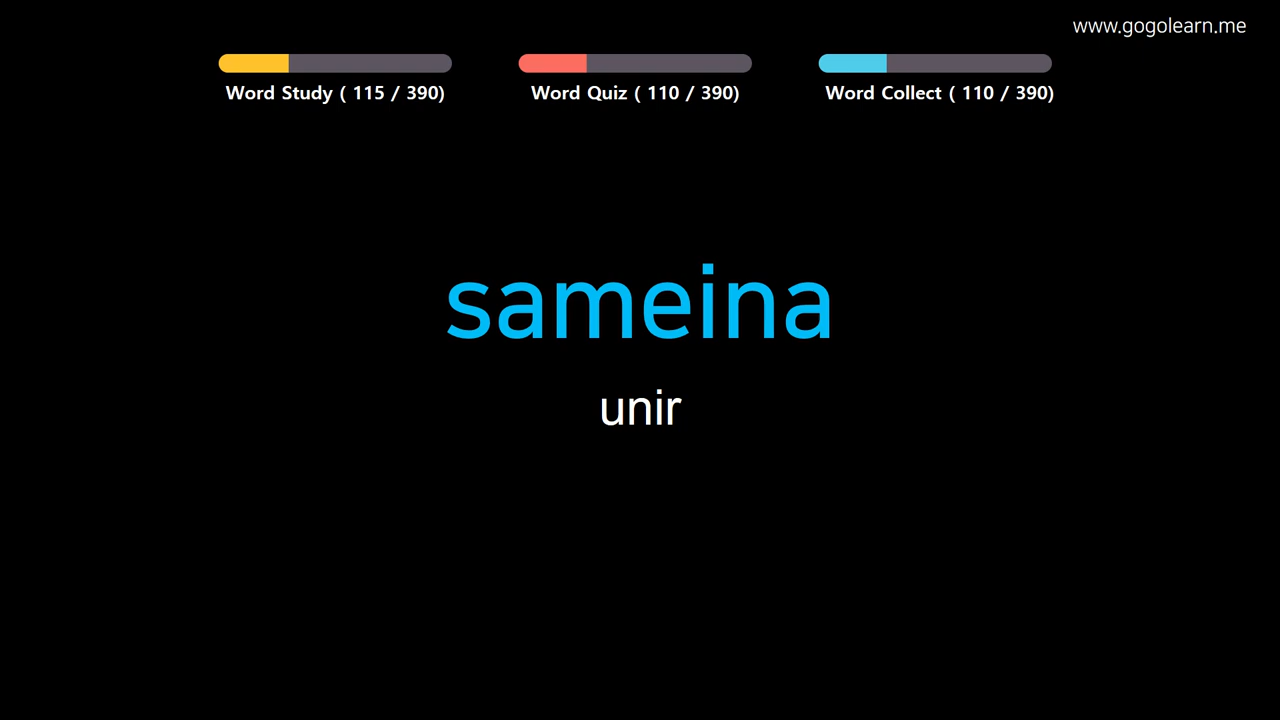 www.gogolearn.me
Word Study ( 115 / 390)
Word Quiz ( 110 / 390)
Word Collect ( 110 / 390)
sameina
unir